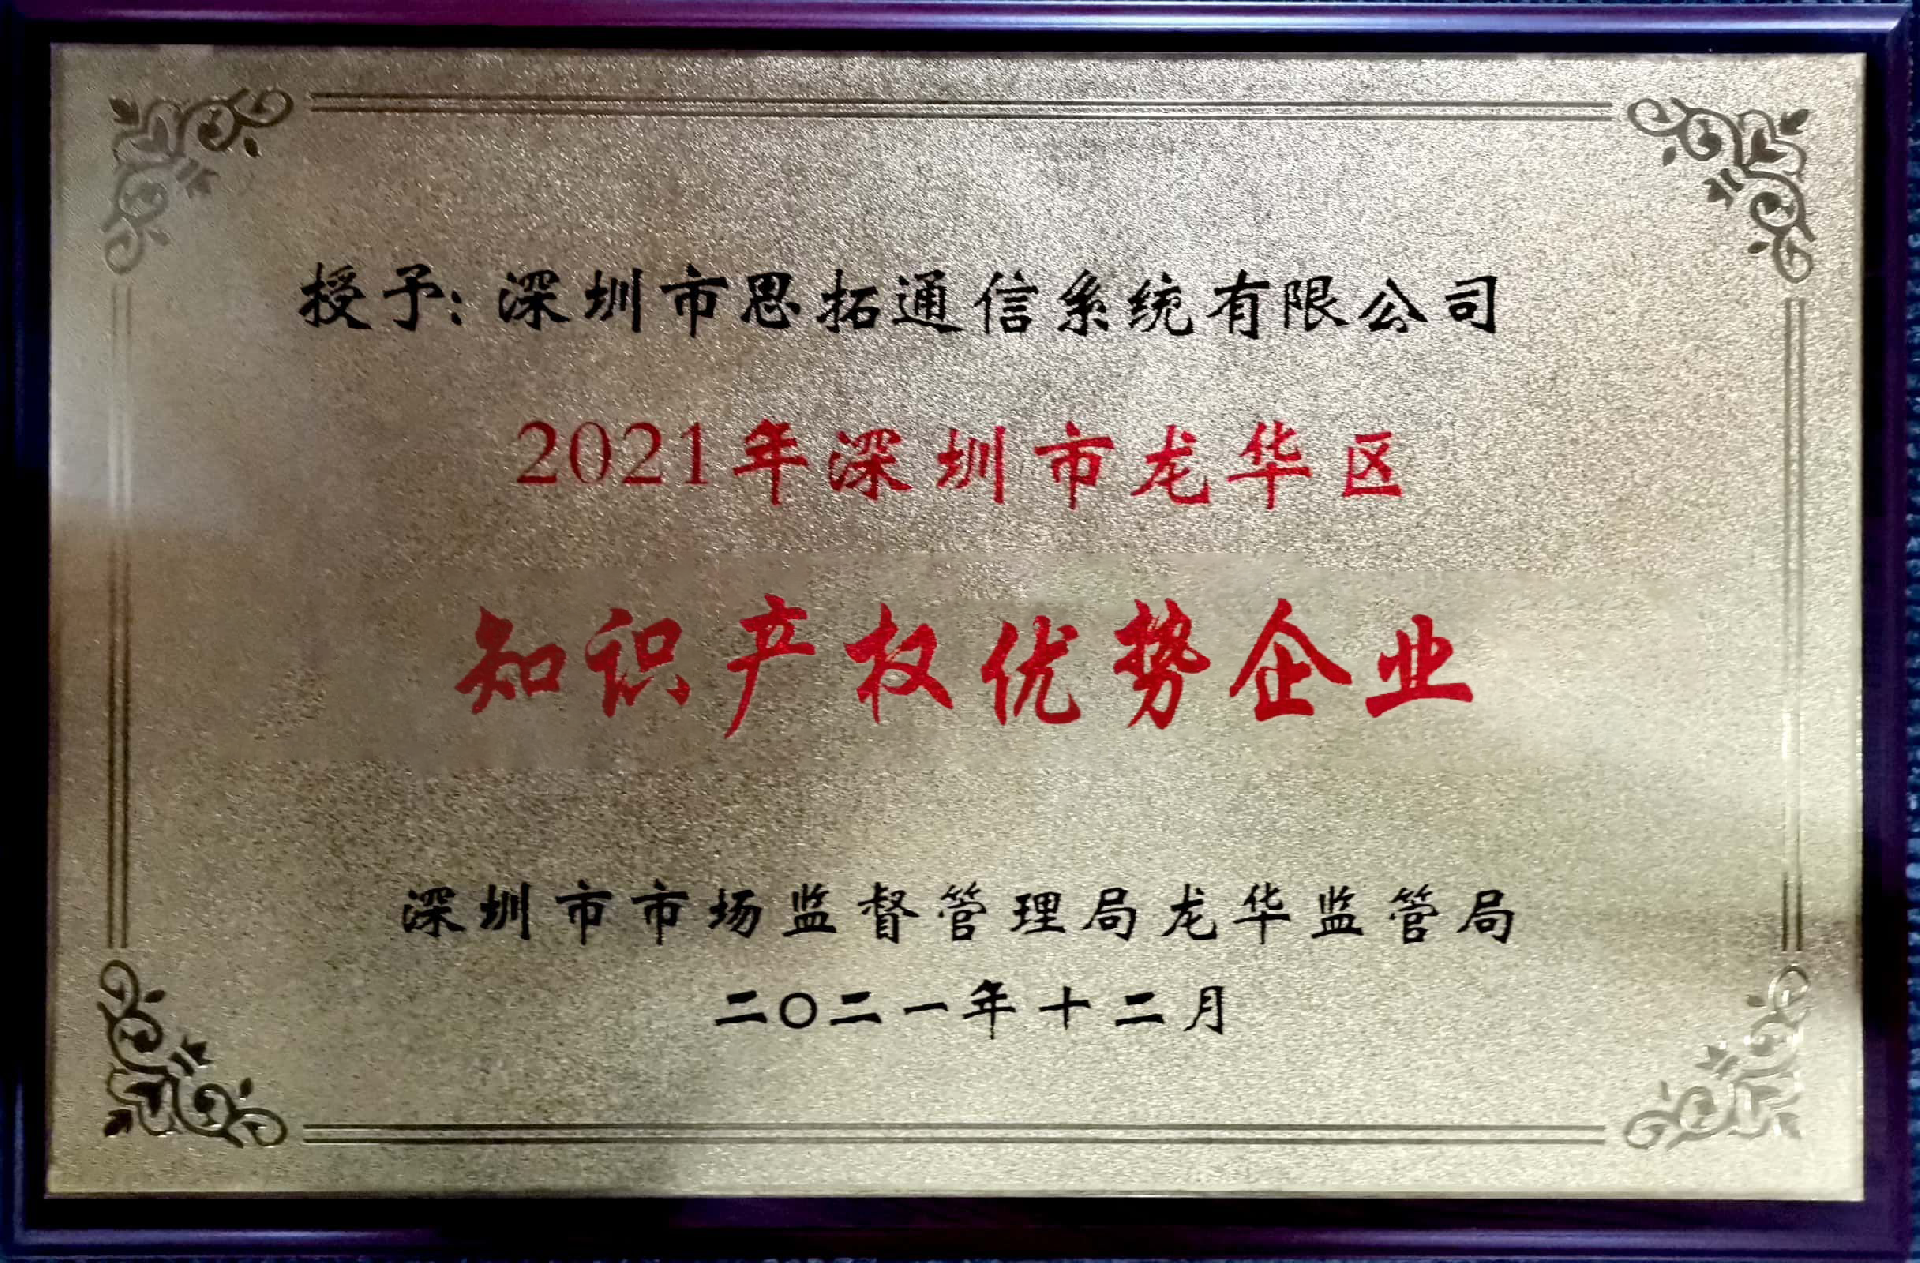 授予:深圳市思拓通信系统有限公司
2021年深圳市龙华区
知识产权优势企业
深圳市市场监督管理局龙华监管局
二〇二一年十二月